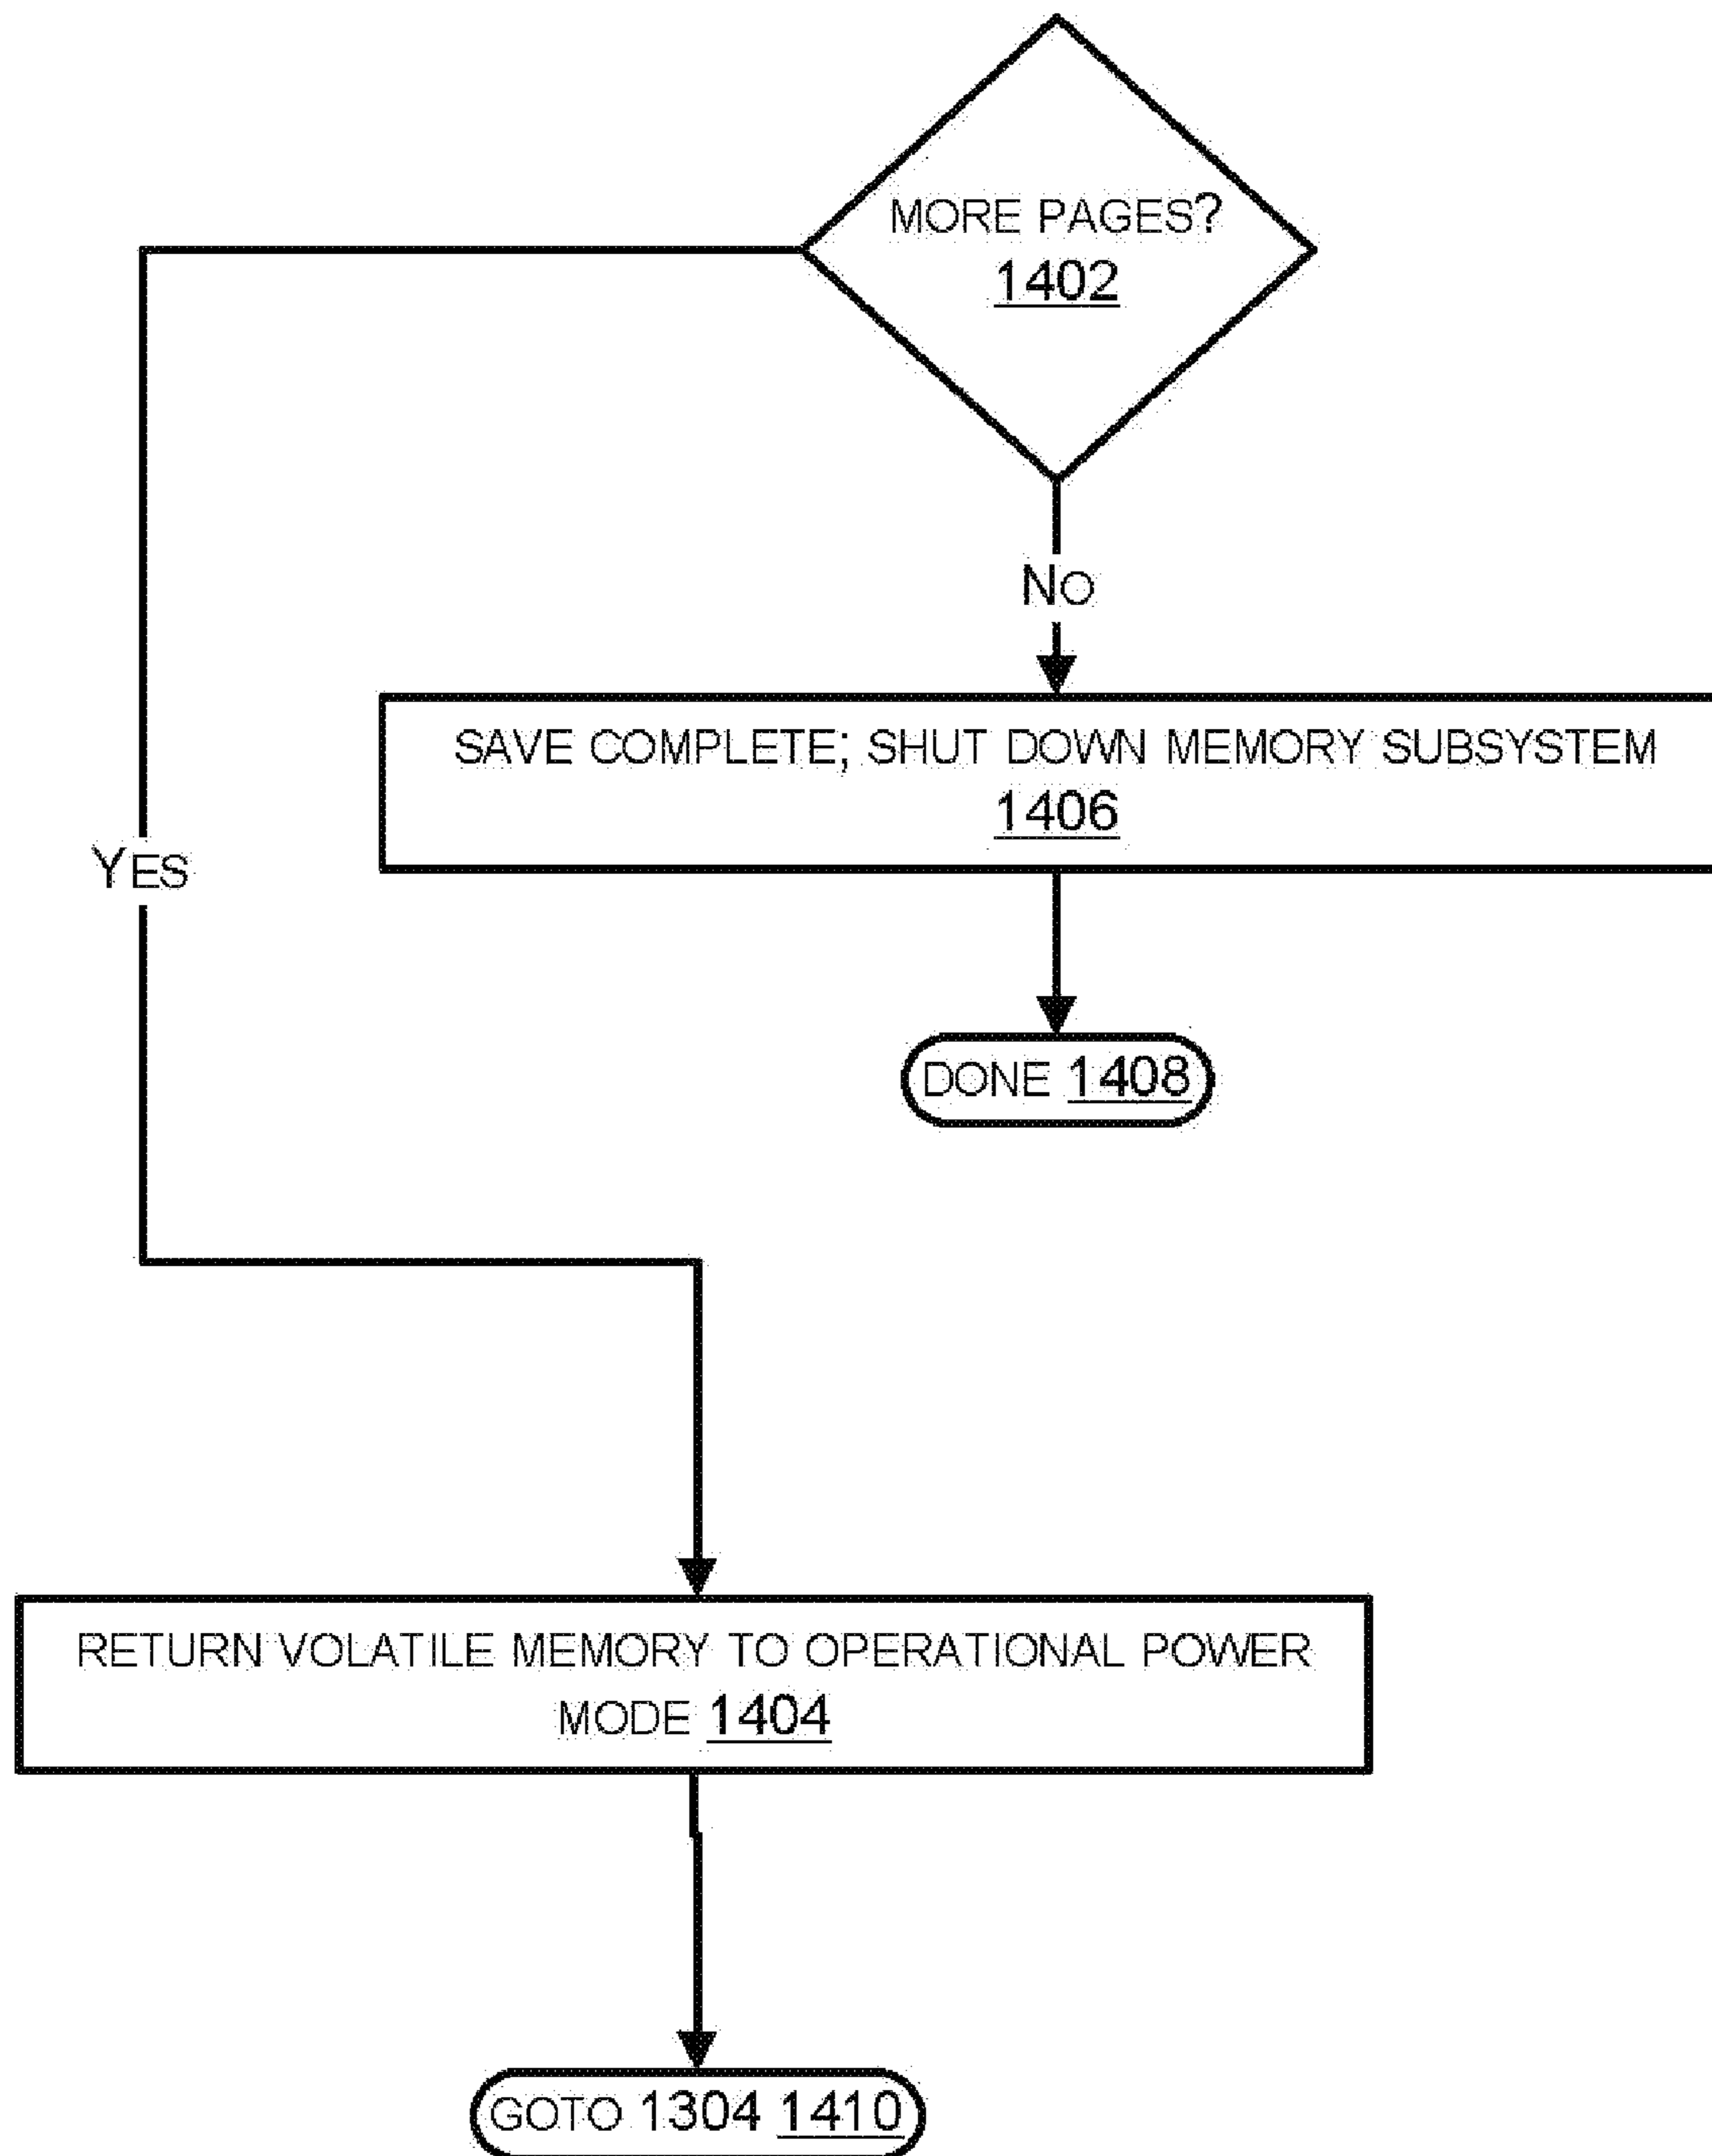 MORE PAGES?
1402
NO
SAVE COMPLETE; SHUT DOWN MEMORY SUBSYSTEM
1406
YES
DONE 1408
RETURN VOLATILE MEMORY TO OPERATIONAL POWER
MODE 1404
GOTO 1304 1410